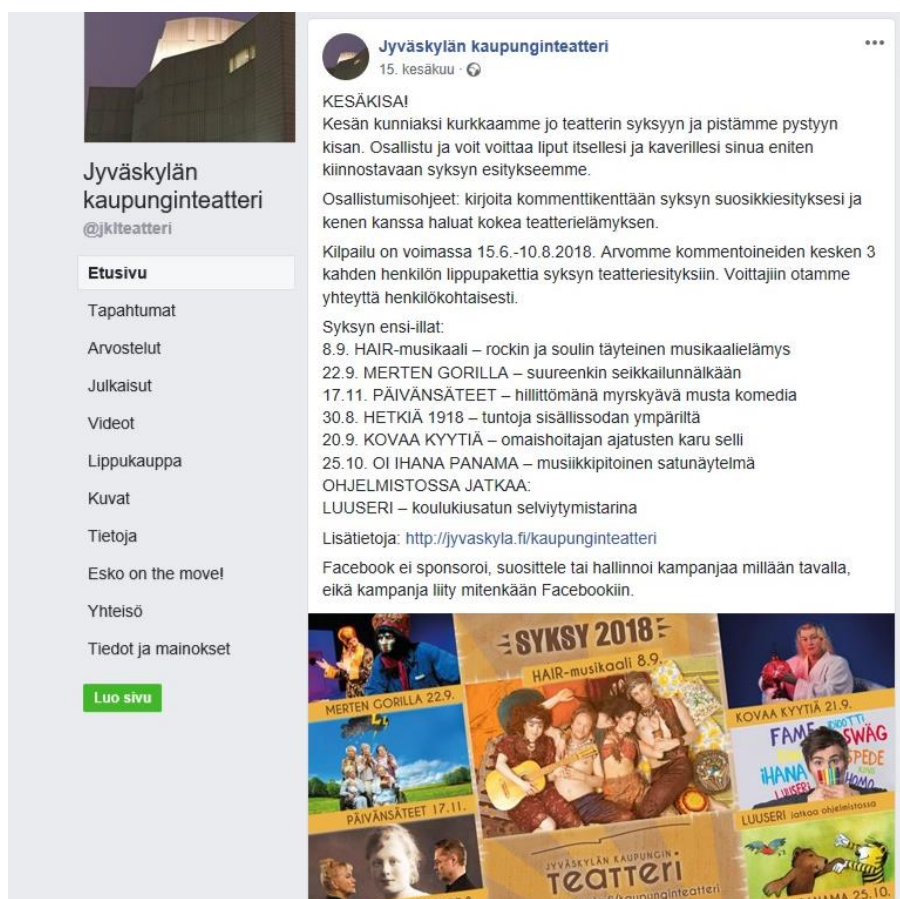 Jyväskylän
kaupunginteatteri
@jklteatteri
Etusivu
Tapahtumat
Arvostelut
Julkaisut
Videot
Lippukauppa
Kuvat
Tietoja
Esko on the move!
Yhteisö
Tiedot ja mainokset
Luo sivu
Jyväskylän kaupunginteatteri
15. kesäkuu ·
KESÄKISA!
Kesän kunniaksi kurkkaamme jo teatterin syksyyn ja pistämme pystyyn
kisan. Osallistu ja voit voittaa liput itsellesi ja kaverillesi sinua eniten
kiinnostavaan syksyn esitykseemme.
Osallistumisohjeet: kirjoita kommenttikenttään syksyn suosikkiesityksesi ja
kenen kanssa haluat kokea teatterielämyksen.
Kilpailu on voimassa 15.6.-10.8.2018. Arvomme kommentoineiden kesken 3
kahden henkilön lippupakettia syksyn teatteriesityksiin. Voittajiin otamme
yhteyttä henkilökohtaisesti.
Syksyn ensi-illat:
8.9. HAIR-musikaali – rockin ja soulin täyteinen musikaalielämys
22.9. MERTEN GORILLA – suureenkin seikkailunnälkään
17.11. PÄIVÄNSÄTEET – hillittömänä myrskyävä musta komedia
30.8. HETKIÄ 1918 – tuntoja sisällissodan ympäriltä
20.9. KOVAA KYYTIÄ – omaishoitajan ajatusten karu selli
25.10. OI IHANA PANAMA – musiikkipitoinen satunäytelmä
OHJELMISTOSSA JATKAA:
LUUSERI – koulukiusatun selviytymistarina
Lisätietoja: http://jyvaskyla.fi/kaupunginteatteri
Facebook ei sponsoroi, suosittele tai hallinnoi kampanjaa millään tavalla,
eikä kampanja liity mitenkään Facebookiin.
SYKSY 2018
HAIR-musikaali 8.9.
MERTEN GORILLA 22.9.
KOVAA KYYTIÄ 21.9.
FAME
SWÄG
IHANA
LUUSERI
HOMO
PÄIVÄNSÄTEET 17.11.
LUUSERI jatkaa ohjelmistossa
JYVÄSKYLÄN KAUPUNGIN
TEATTERI
/kaupunginteatteri
PANAMA 25.10.